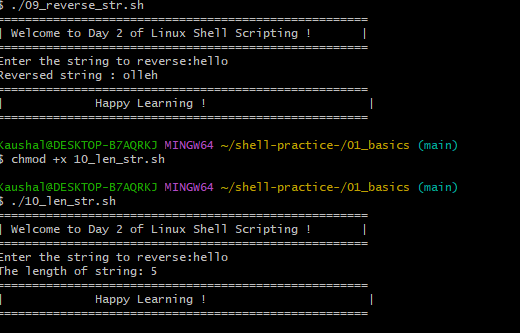 $ ./09_reverse_str.sh
======================================================
| Welcome to Day 2 of Linux Shell Scripting !       |
======================================================
Enter the string to reverse:hello
Reversed string : olleh
======================================================
|             Happy Learning !                        |
======================================================
Kaushal@DESKTOP-B7AQRKJ MINGW64 ~/shell-practice-/01_basics (main)
$ chmod +x 10_len_str.sh
Kaushal@DESKTOP-B7AQRKJ MINGW64 ~/shell-practice-/01_basics (main)
$ ./10_len_str.sh
======================================================
| Welcome to Day 2 of Linux Shell Scripting !       |
======================================================
Enter the string to reverse:hello
The length of string: 5
======================================================
|             Happy Learning !                        |
======================================================